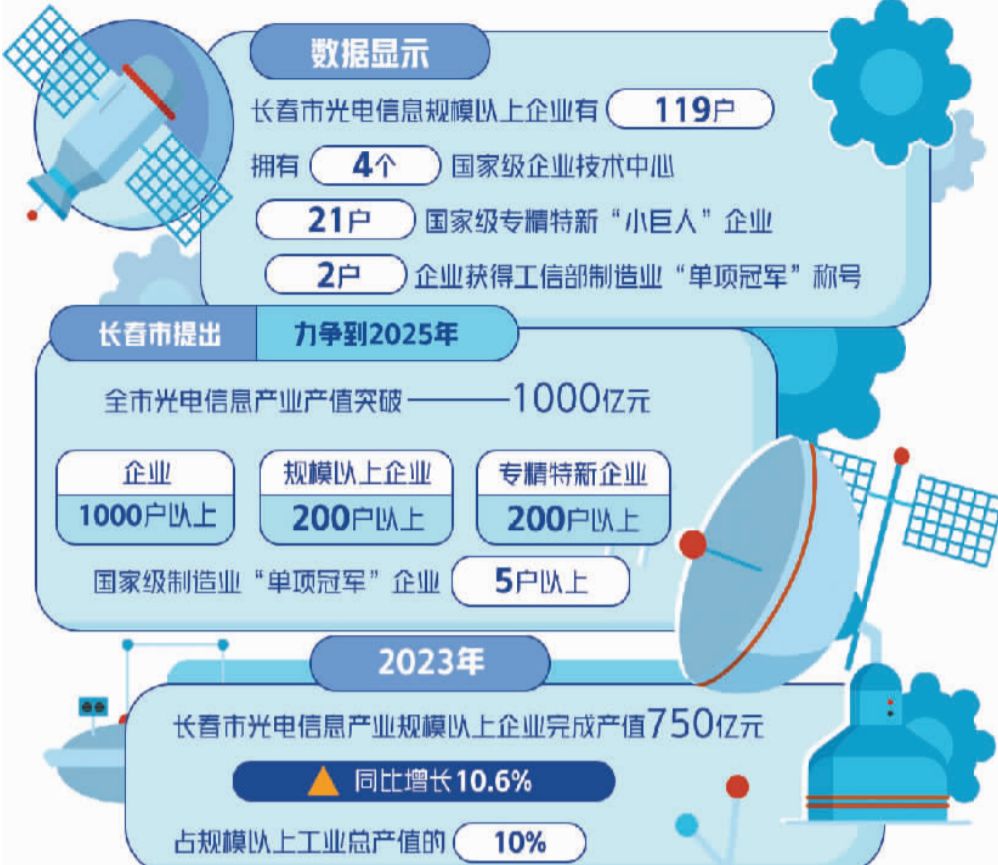 数据显示
长春市光电信息规模以上企业有 119户
拥有 4个 国家级企业技术中心
21户 国家级专精特新“小巨人”企业
2户 企业获得工信部制造业“单项冠军”称号
长春市提出 力争到2025年
全市光电信息产业产值突破——1000亿元
企业 规模以上企业 专精特新企业
1000户以上 200户以上 200户以上
国家级制造业“单项冠军”企业 5户以上
2023年
长春市光电信息产业规模以上企业完成产值750亿元
同比增长10.6%
占规模以上工业总产值的 10%